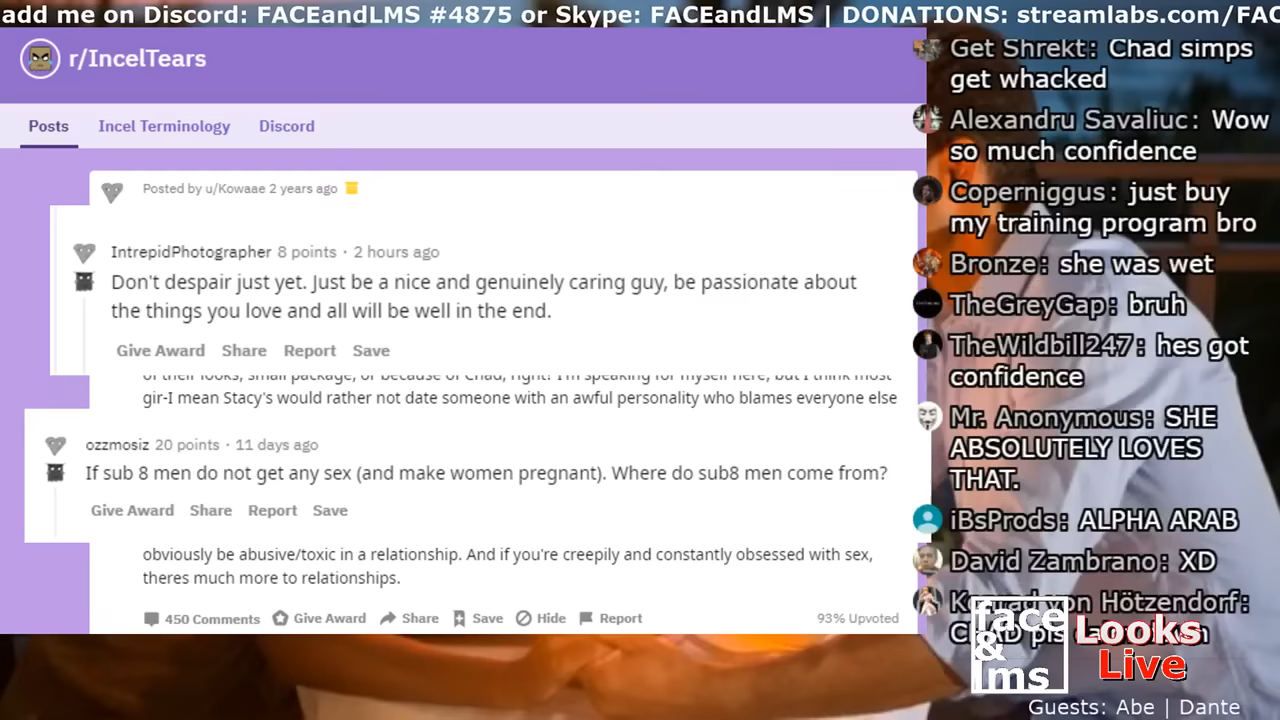 add me on Discord: FACEandLMS #4875 or Skype: FACEandLMS | DONATIONS: streamlabs.com/FAC
r/IncelTears
Posts
Incel Terminology
Discord
Posted by u/Kowaae 2 years ago
IntrepidPhotographer 8 points · 2 hours ago
Don't despair just yet. Just be a nice and genuinely caring guy, be passionate about
the things you love and all will be well in the end.
Give Award Share Report Save
of their looks, small package, or because of Chad, right? I'm speaking for myself here, but I think most
gir-I mean Stacy's would rather not date someone with an awful personality who blames everyone else
ozzmosiz 20 points · 11 days ago
If sub 8 men do not get any sex (and make women pregnant). Where do sub8 men come from?
Give Award Share Report Save
obviously be abusive/toxic in a relationship. And if you're creepily and constantly obsessed with sex,
theres much more to relationships.
450 Comments Give Award Share Save Hide Report 93% Upvoted
Get Shrekt: Chad simps
get whacked
Alexandru Savaliuc: Wow
so much confidence
Coperniggus: just buy
my training program bro
Bronze: she was wet
TheGreyGap: bruh
TheWildbill247: hes got
confidence
Mr. Anonymous: SHE
ABSOLUTELY LOVES
THAT.
iBsProds: ALPHA ARAB
David Zambrano: XD
Konrad von Hötzendorf:
CHAD pls
face
&
lms
Looks
Live
Guests: Abe | Dante